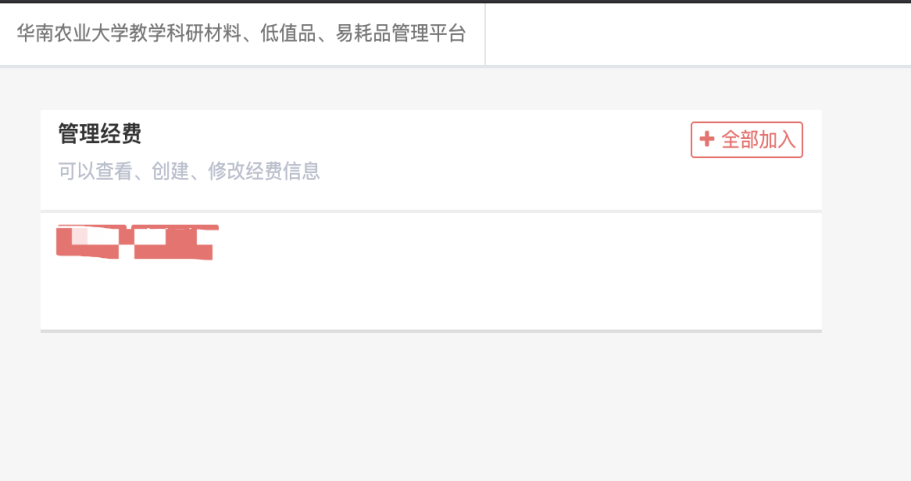 华南农业大学教学科研材料、低值品、易耗品管理平台
管理经费
全部加入
可以查看、创建、修改经费信息